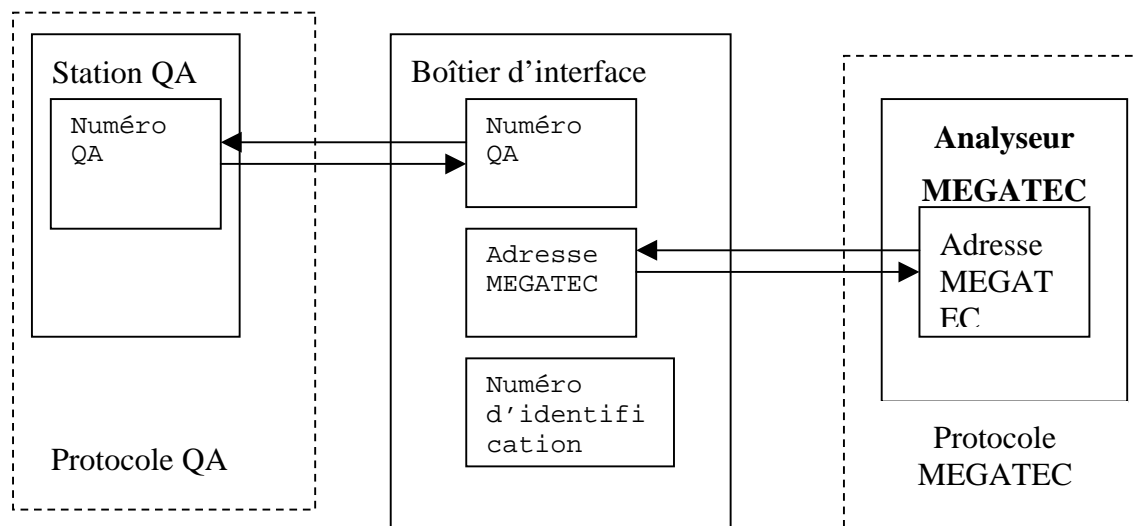 Station QA
Numéro
QA
Protocole QA
Boîtier d'interface
Numéro
QA
Adresse
MEGATEC
Numéro
d'identifi
cation
Analyseur
MEGATEC
Adresse
MEGAT
EC
Protocole
MEGATEC